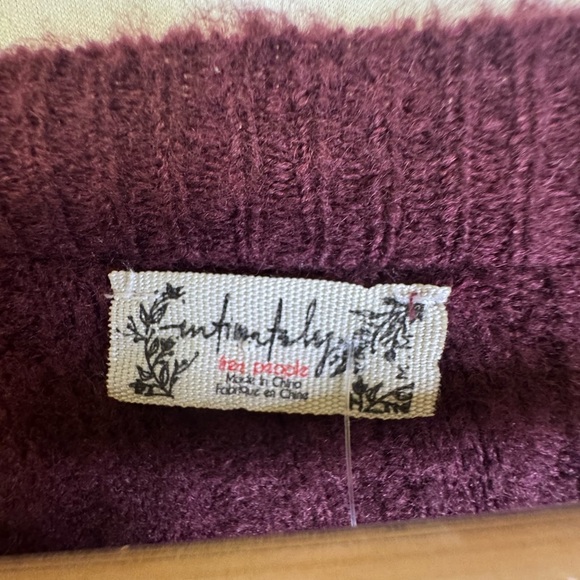 Intimately
free people
Made in China
Fabriqué en Chine